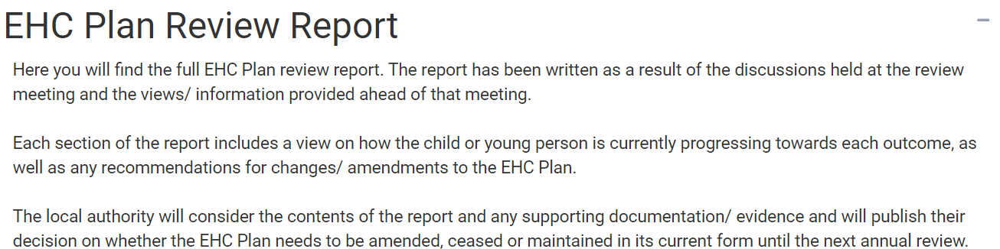 EHC Plan Review Report
Here you will find the full EHC Plan review report. The report has been written as a result of the discussions held at the review
meeting and the views/ information provided ahead of that meeting.
Each section of the report includes a view on how the child or young person is currently progressing towards each outcome, as
well as any recommendations for changes/ amendments to the EHC Plan.
The local authority will consider the contents of the report and any supporting documentation/ evidence and will publish their
decision on whether the EHC Plan needs to be amended, ceased or maintained in its current form until the next annual review.